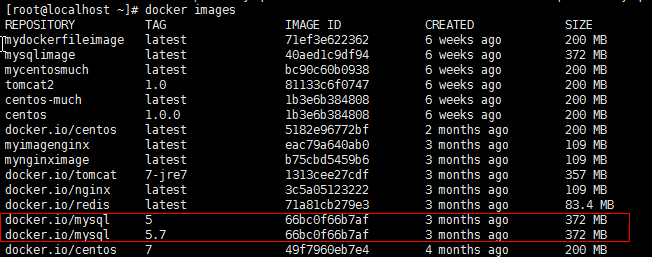 [root@localhost ~]# docker images
REPOSITORY TAG IMAGE ID CREATED SIZE
mydockerfileimage latest 71ef3e622362 6 weeks ago 200 MB
mysqlimage latest 40aed1c9df94 6 weeks ago 372 MB
mycentosmuch latest bc90c60b0938 6 weeks ago 200 MB
tomcat2 1.0 81133c6f0747 6 weeks ago 200 MB
centos-much latest 1b3e6b384808 6 weeks ago 200 MB
centos 1.0.0 1b3e6b384808 6 weeks ago 200 MB
docker.io/centos latest 5182e96772bf 2 months ago 200 MB
myimagenginx latest eac79a640ab0 3 months ago 109 MB
mynginximage latest b75cbd5459b6 3 months ago 109 MB
docker.io/tomcat 7-jre7 1313cee27cdf 3 months ago 357 MB
docker.io/nginx latest 3c5a05123222 3 months ago 109 MB
docker.io/redis latest 71a81cb279e3 3 months ago 83.4 MB
docker.io/mysql 5 66bc0f66b7af 3 months ago 372 MB
docker.io/mysql 5.7 66bc0f66b7af 3 months ago 372 MB
docker.io/centos 7 49f7960eb7e4 4 months ago 200 MB